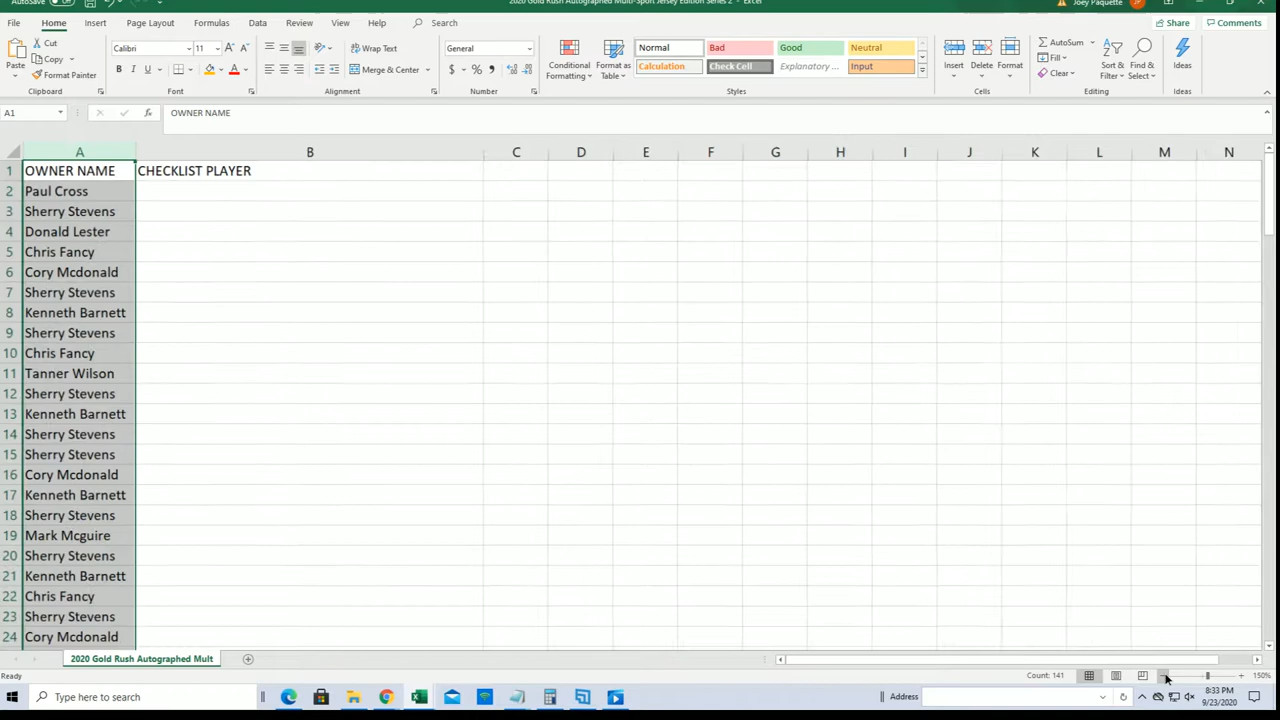 AutoSave
2020 Gold Rush Autographed Multi-Sport Jersey Edition Series 2 - Excel
Joey Paquette
File Home Insert Page Layout Formulas Data Review View Help Search
Share Comments
Cut
Copy
Format Painter
Paste
Clipboard
Calibri 11
B I U
Font
Wrap Text
Merge & Center
Alignment
General
$ % ,
Number
Conditional Formatting
Format as Table
Normal Bad Good Neutral
Calculation Check Cell Explanatory ... Input
Styles
Insert Delete Format
Cells
AutoSum
Fill
Clear
Sort & Filter
Find & Select
Editing
Ideas
Ideas
A1 fx OWNER NAME
A B C D E F G H I J K L M N
1 OWNER NAME CHECKLIST PLAYER
2 Paul Cross
3 Sherry Stevens
4 Donald Lester
5 Chris Fancy
6 Cory Mcdonald
7 Sherry Stevens
8 Kenneth Barnett
9 Sherry Stevens
10 Chris Fancy
11 Tanner Wilson
12 Sherry Stevens
13 Kenneth Barnett
14 Sherry Stevens
15 Sherry Stevens
16 Cory Mcdonald
17 Kenneth Barnett
18 Sherry Stevens
19 Mark Mcguire
20 Sherry Stevens
21 Kenneth Barnett
22 Chris Fancy
23 Sherry Stevens
24 Cory Mcdonald
2020 Gold Rush Autographed Mult
Ready Count: 141 150%
Type here to search
Address
8:33 PM
9/23/2020